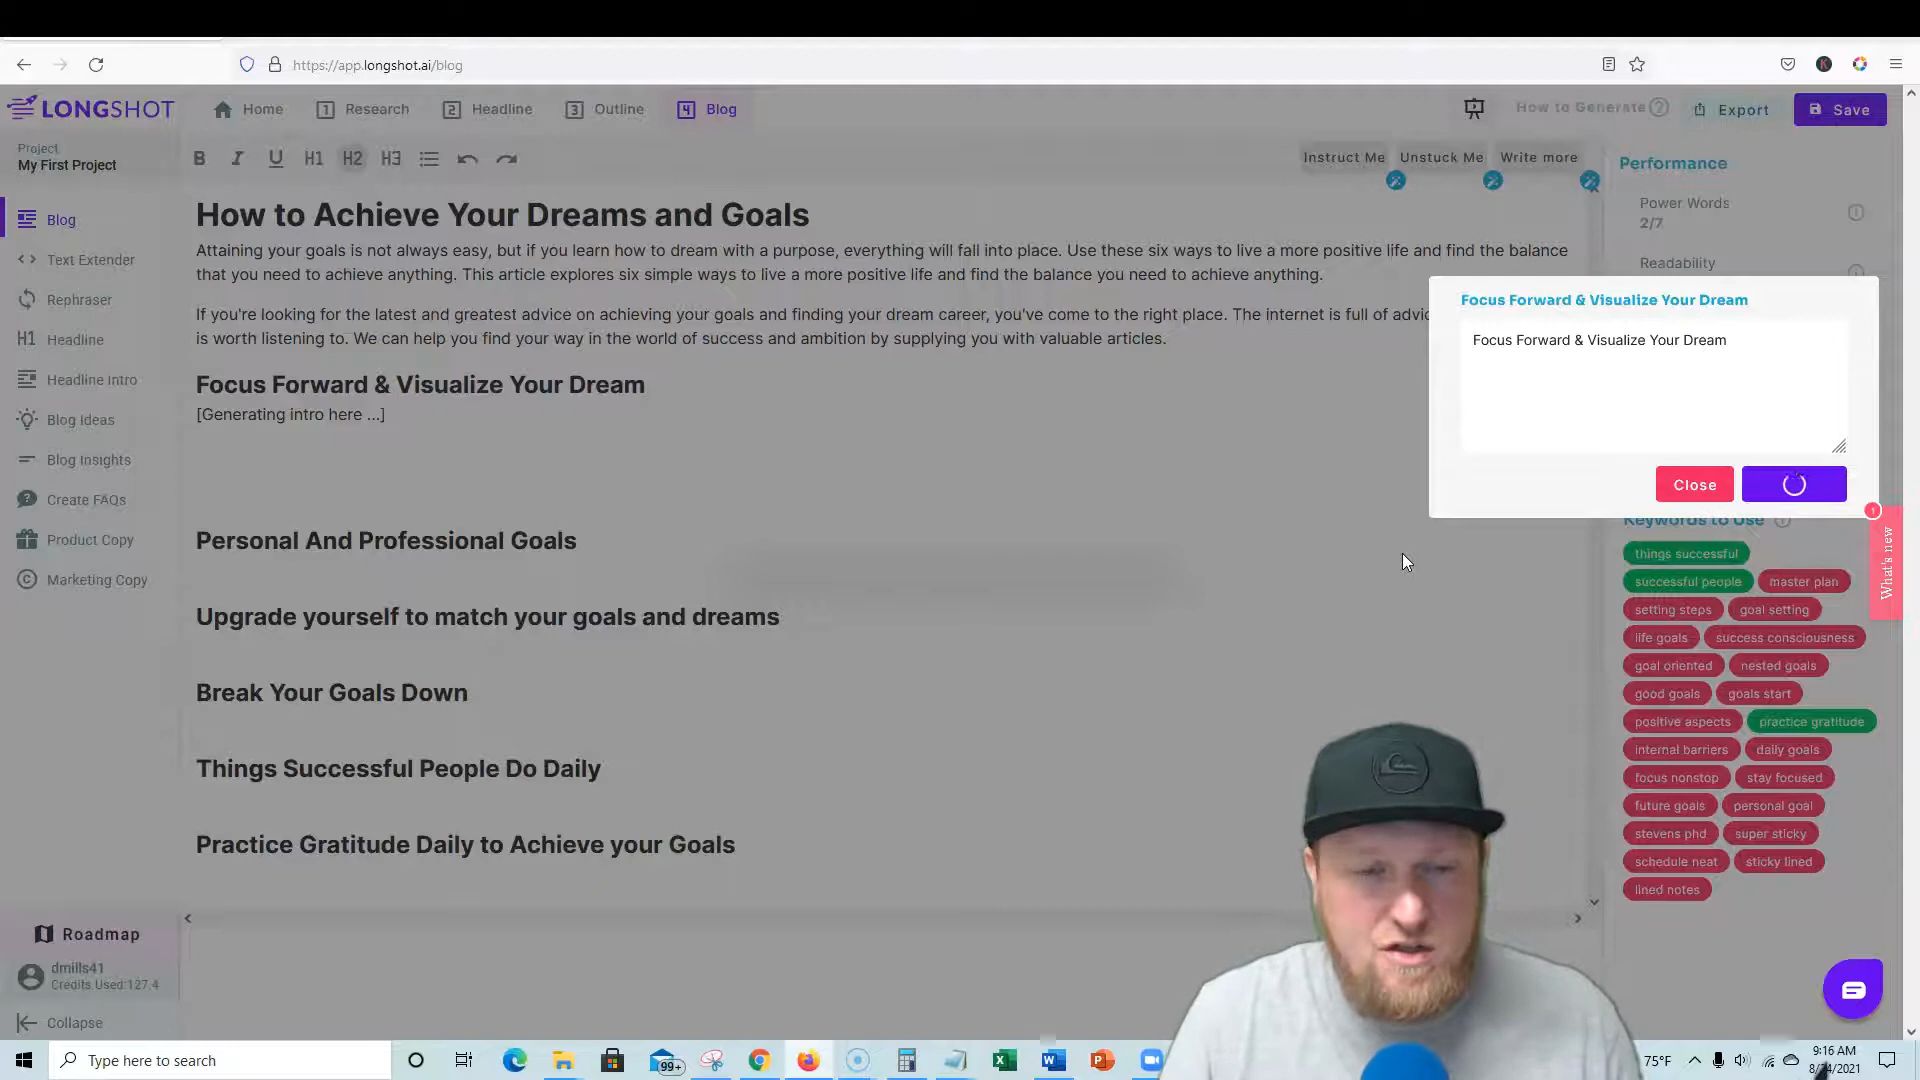 https://app.longshot.ai/blog
LONGSHOT
Home
1 Research
2 Headline
3 Outline
4 Blog
How to Generate
Export
Save
Project
My First Project
B I U H1 H2 H3
Instruct Me
Unstuck Me
Write more
Performance
Power Words
2/7
Readability
Blog
Text Extender
Rephraser
H1 Headline
Headline Intro
Blog Ideas
Blog Insights
Create FAQs
Product Copy
Marketing Copy
How to Achieve Your Dreams and Goals
Attaining your goals is not always easy, but if you learn how to dream with a purpose, everything will fall into place. Use these six ways to live a more positive life and find the balance
that you need to achieve anything. This article explores six simple ways to live a more positive life and find the balance you need to achieve anything.
If you're looking for the latest and greatest advice on achieving your goals and finding your dream career, you've come to the right place. The internet is full of
is worth listening to. We can help you find your way in the world of success and ambition by supplying you with valuable articles.
Focus Forward & Visualize Your Dream
[Generating intro here ...]
Personal And Professional Goals
Upgrade yourself to match your goals and dreams
Break Your Goals Down
Things Successful People Do Daily
Practice Gratitude Daily to Achieve your Goals
Focus Forward & Visualize Your Dream
Focus Forward & Visualize Your Dream
Close
1
What's new
Keywords to Use
things successful
successful people master plan
setting steps goal setting
life goals success consciousness
goal oriented nested goals
good goals goals start
positive aspects practice gratitude
internal barriers daily goals
focus nonstop stay focused
future goals personal goal
stevens phd super sticky
schedule neat sticky lined
lined notes
Roadmap
dmills41
Credits Used:127.4
Collapse
Type here to search
99+
75°F
9:16 AM
8/24/2021